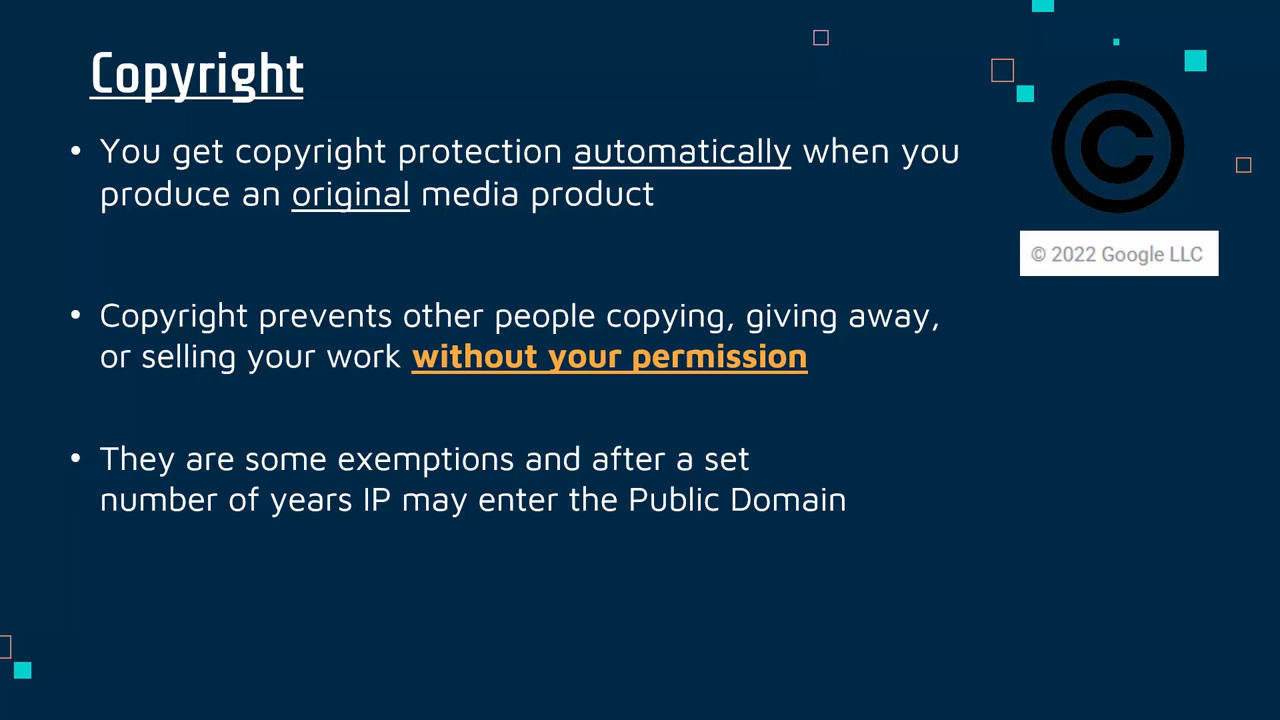 Copyright
• You get copyright protection automatically when you
produce an original media product
© 2022 Google LLC
• Copyright prevents other people copying, giving away,
or selling your work without your permission
• They are some exemptions and after a set
number of years IP may enter the Public Domain